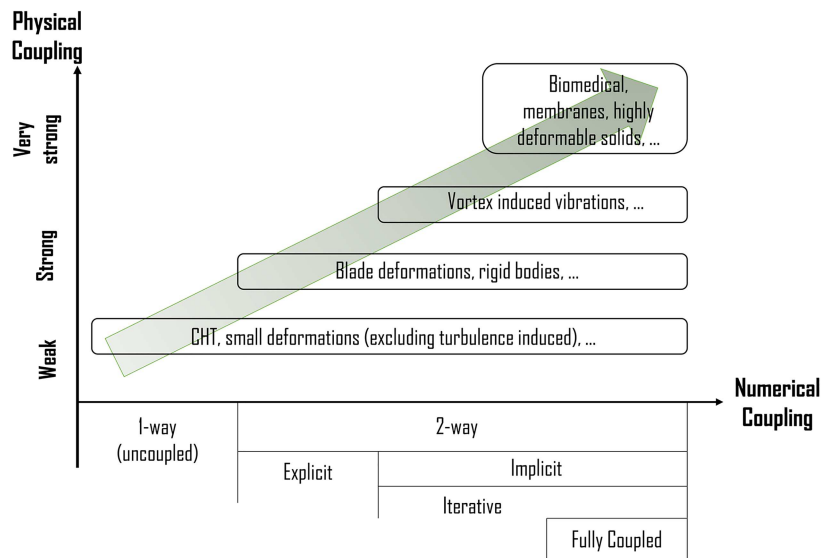 Physical
Coupling
Very
strong
Strong
Weak
Biomedical,
membranes, highly
deformable solids, ...
Vortex induced vibrations, ...
Blade deformations, rigid bodies, ...
CHT, small deformations (excluding turbulence induced), ...
Numerical
Coupling
1-way
(uncoupled)
2-way
Explicit
Implicit
Iterative
Fully Coupled